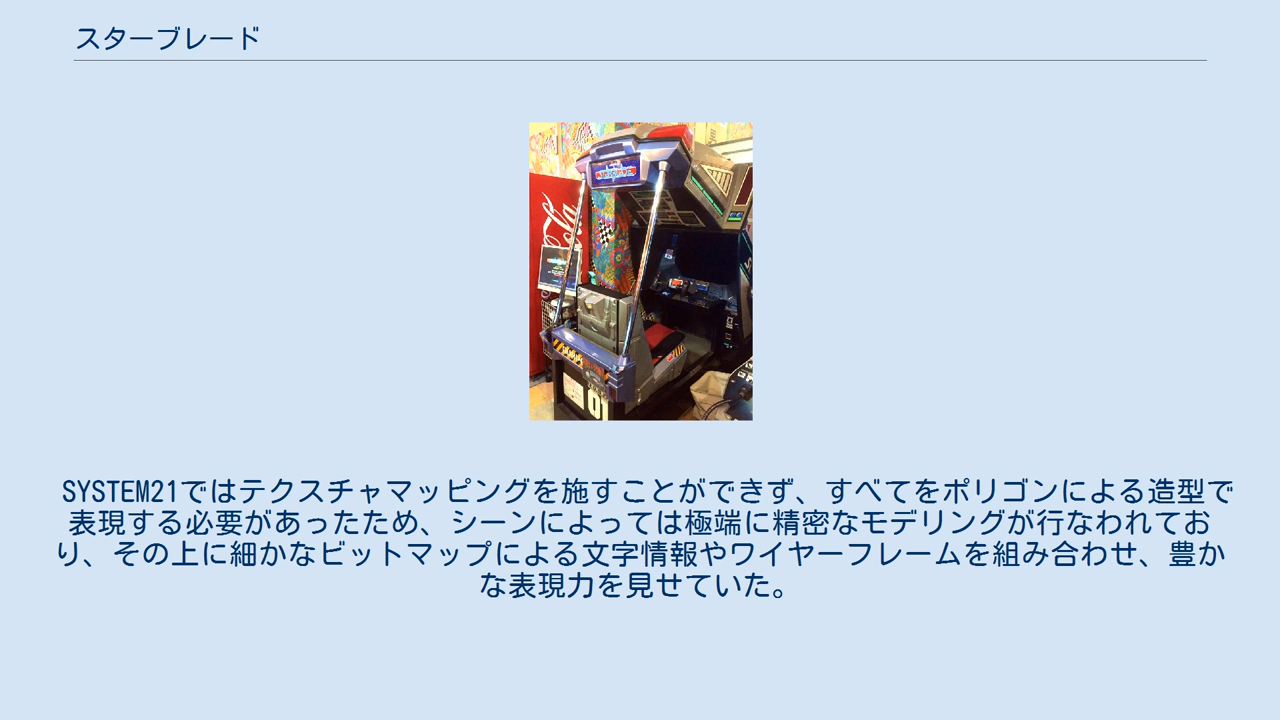 スターブレード
Cola
01
SYSTEM21ではテクスチャマッピングを施すことができず、すべてをポリゴンによる造型で
表現する必要があったため、シーンによっては極端に精密なモデリングが行なわれてお
り、その上に細かなビットマップによる文字情報やワイヤーフレームを組み合わせ、豊か
な表現力を見せていた。